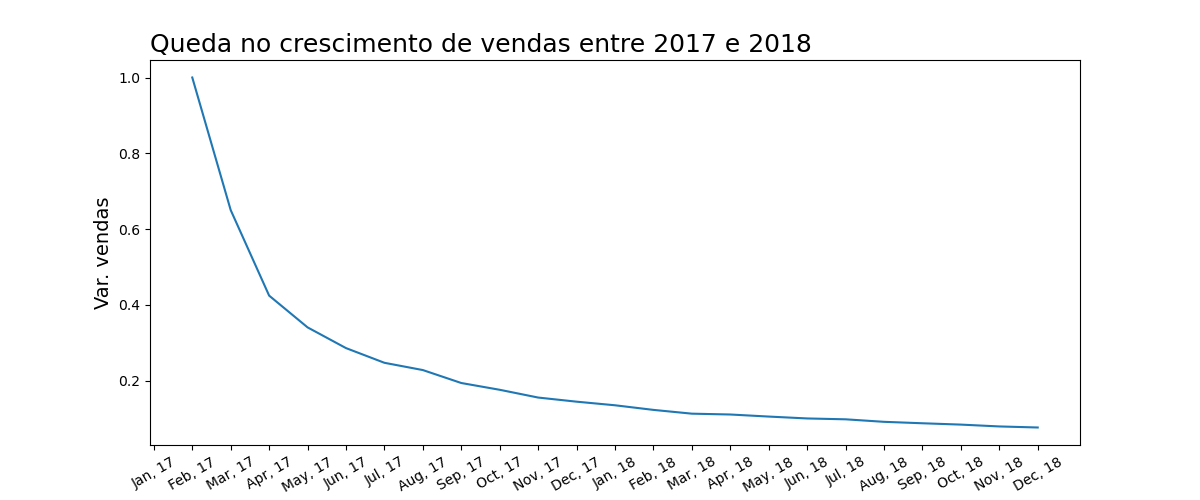 Queda no crescimento de vendas entre 2017 e 2018
Var. vendas
1.0
0.8
0.6
0.4
0.2
Jan, 17
Feb, 17
Mar, 17
Apr, 17
May, 17
Jun, 17
Jul, 17
Aug, 17
Sep, 17
Oct, 17
Nov, 17
Dec, 17
Jan, 18
Feb, 18
Mar, 18
Apr, 18
May, 18
Jun, 18
Jul, 18
Aug, 18
Sep, 18
Oct, 18
Nov, 18
Dec, 18